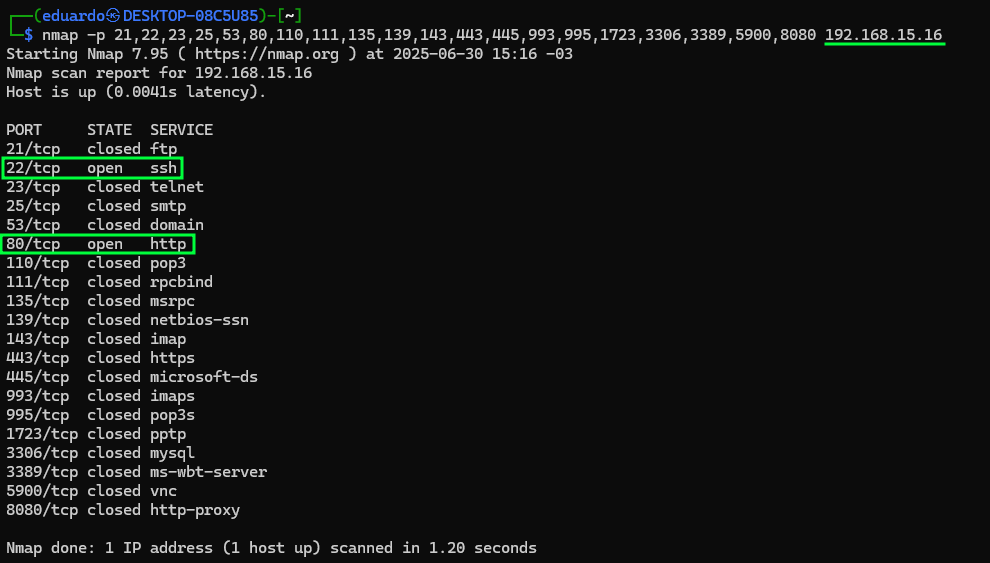 ┌──(eduardo㉿DESKTOP-08C5U85)-[~]
└─$ nmap -p 21,22,23,25,53,80,110,111,135,139,143,443,445,993,995,1723,3306,3389,5900,8080 192.168.15.16
Starting Nmap 7.95 ( https://nmap.org ) at 2025-06-30 15:16 -03
Nmap scan report for 192.168.15.16
Host is up (0.0041s latency).

PORT     STATE  SERVICE
21/tcp   closed ftp
22/tcp   open   ssh
23/tcp   closed telnet
25/tcp   closed smtp
53/tcp   closed domain
80/tcp   open   http
110/tcp  closed pop3
111/tcp  closed rpcbind
135/tcp  closed msrpc
139/tcp  closed netbios-ssn
143/tcp  closed imap
443/tcp  closed https
445/tcp  closed microsoft-ds
993/tcp  closed imaps
995/tcp  closed pop3s
1723/tcp closed pptp
3306/tcp closed mysql
3389/tcp closed ms-wbt-server
5900/tcp closed vnc
8080/tcp closed http-proxy

Nmap done: 1 IP address (1 host up) scanned in 1.20 seconds